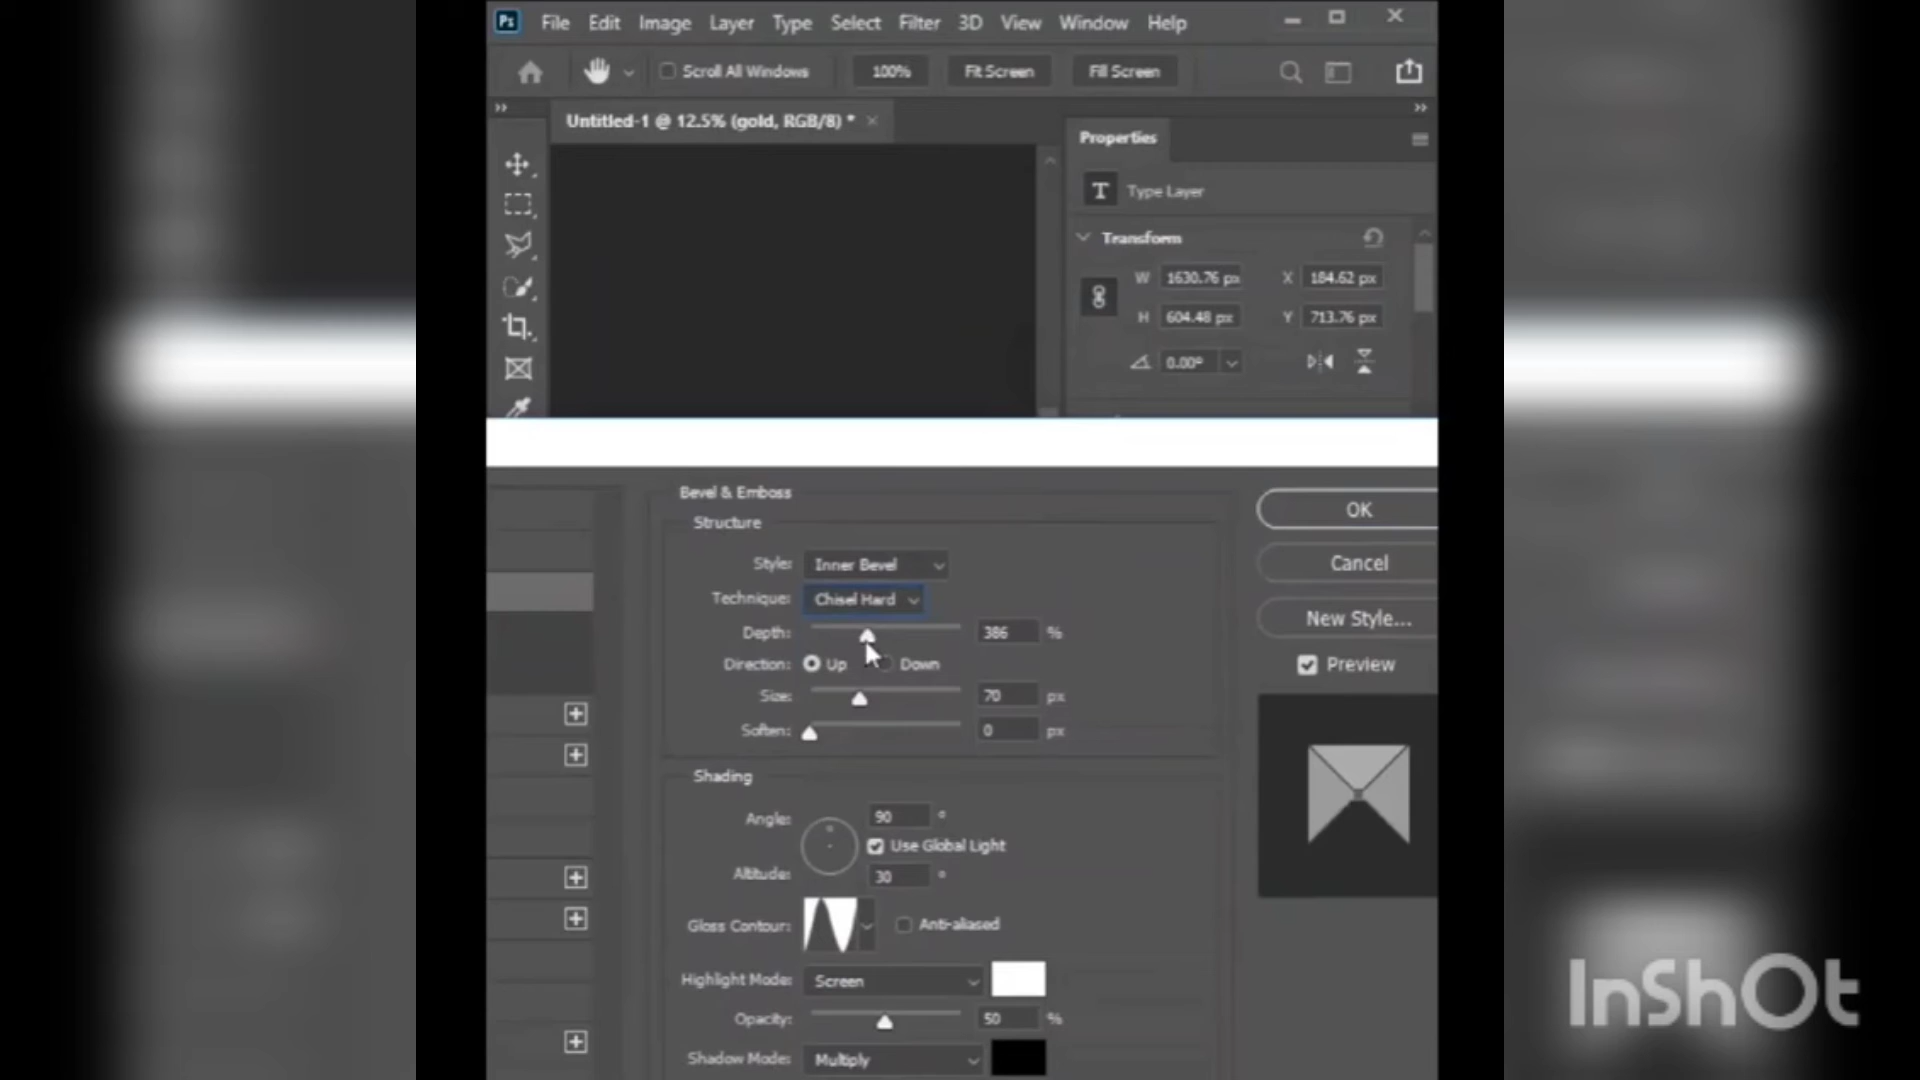 Ps File Edit Image Layer Type Select Filter 3D View Window Help
Scroll All Windows 100% Fit Screen Fill Screen
Untitled-1 @ 12.5% (gold, RGB/8) *
Properties
T Type Layer
Transform
W 1630.76 px X 184.62 px
H 604.48 px Y 713.76 px
0.00°
Bevel & Emboss
Structure
OK
Style: Inner Bevel
Cancel
Technique: Chisel Hard
New Style...
Depth: 386 %
Direction: Up Down
Preview
Size: 70 px
Soften: 0 px
Shading
Angle: 90 °
Use Global Light
Altitude: 30 °
Gloss Contour: Anti-aliased
Highlight Mode: Screen
Opacity: 50 %
Shadow Mode: Multiply
InShOt